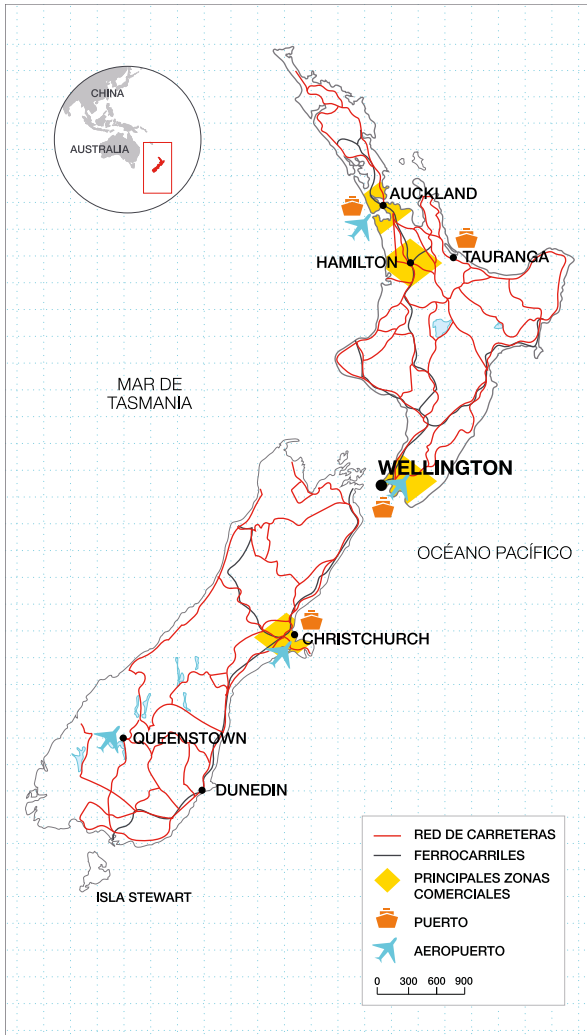 CHINA
AUSTRALIA
AUCKLAND
HAMILTON
TAURANGA
MAR DE
TASMANIA
WELLINGTON
OCÉANO PACÍFICO
CHRISTCHURCH
QUEENSTOWN
DUNEDIN
ISLA STEWART
RED DE CARRETERAS
FERROCARRILES
PRINCIPALES ZONAS
COMERCIALES
PUERTO
AEROPUERTO
0 300 600 900